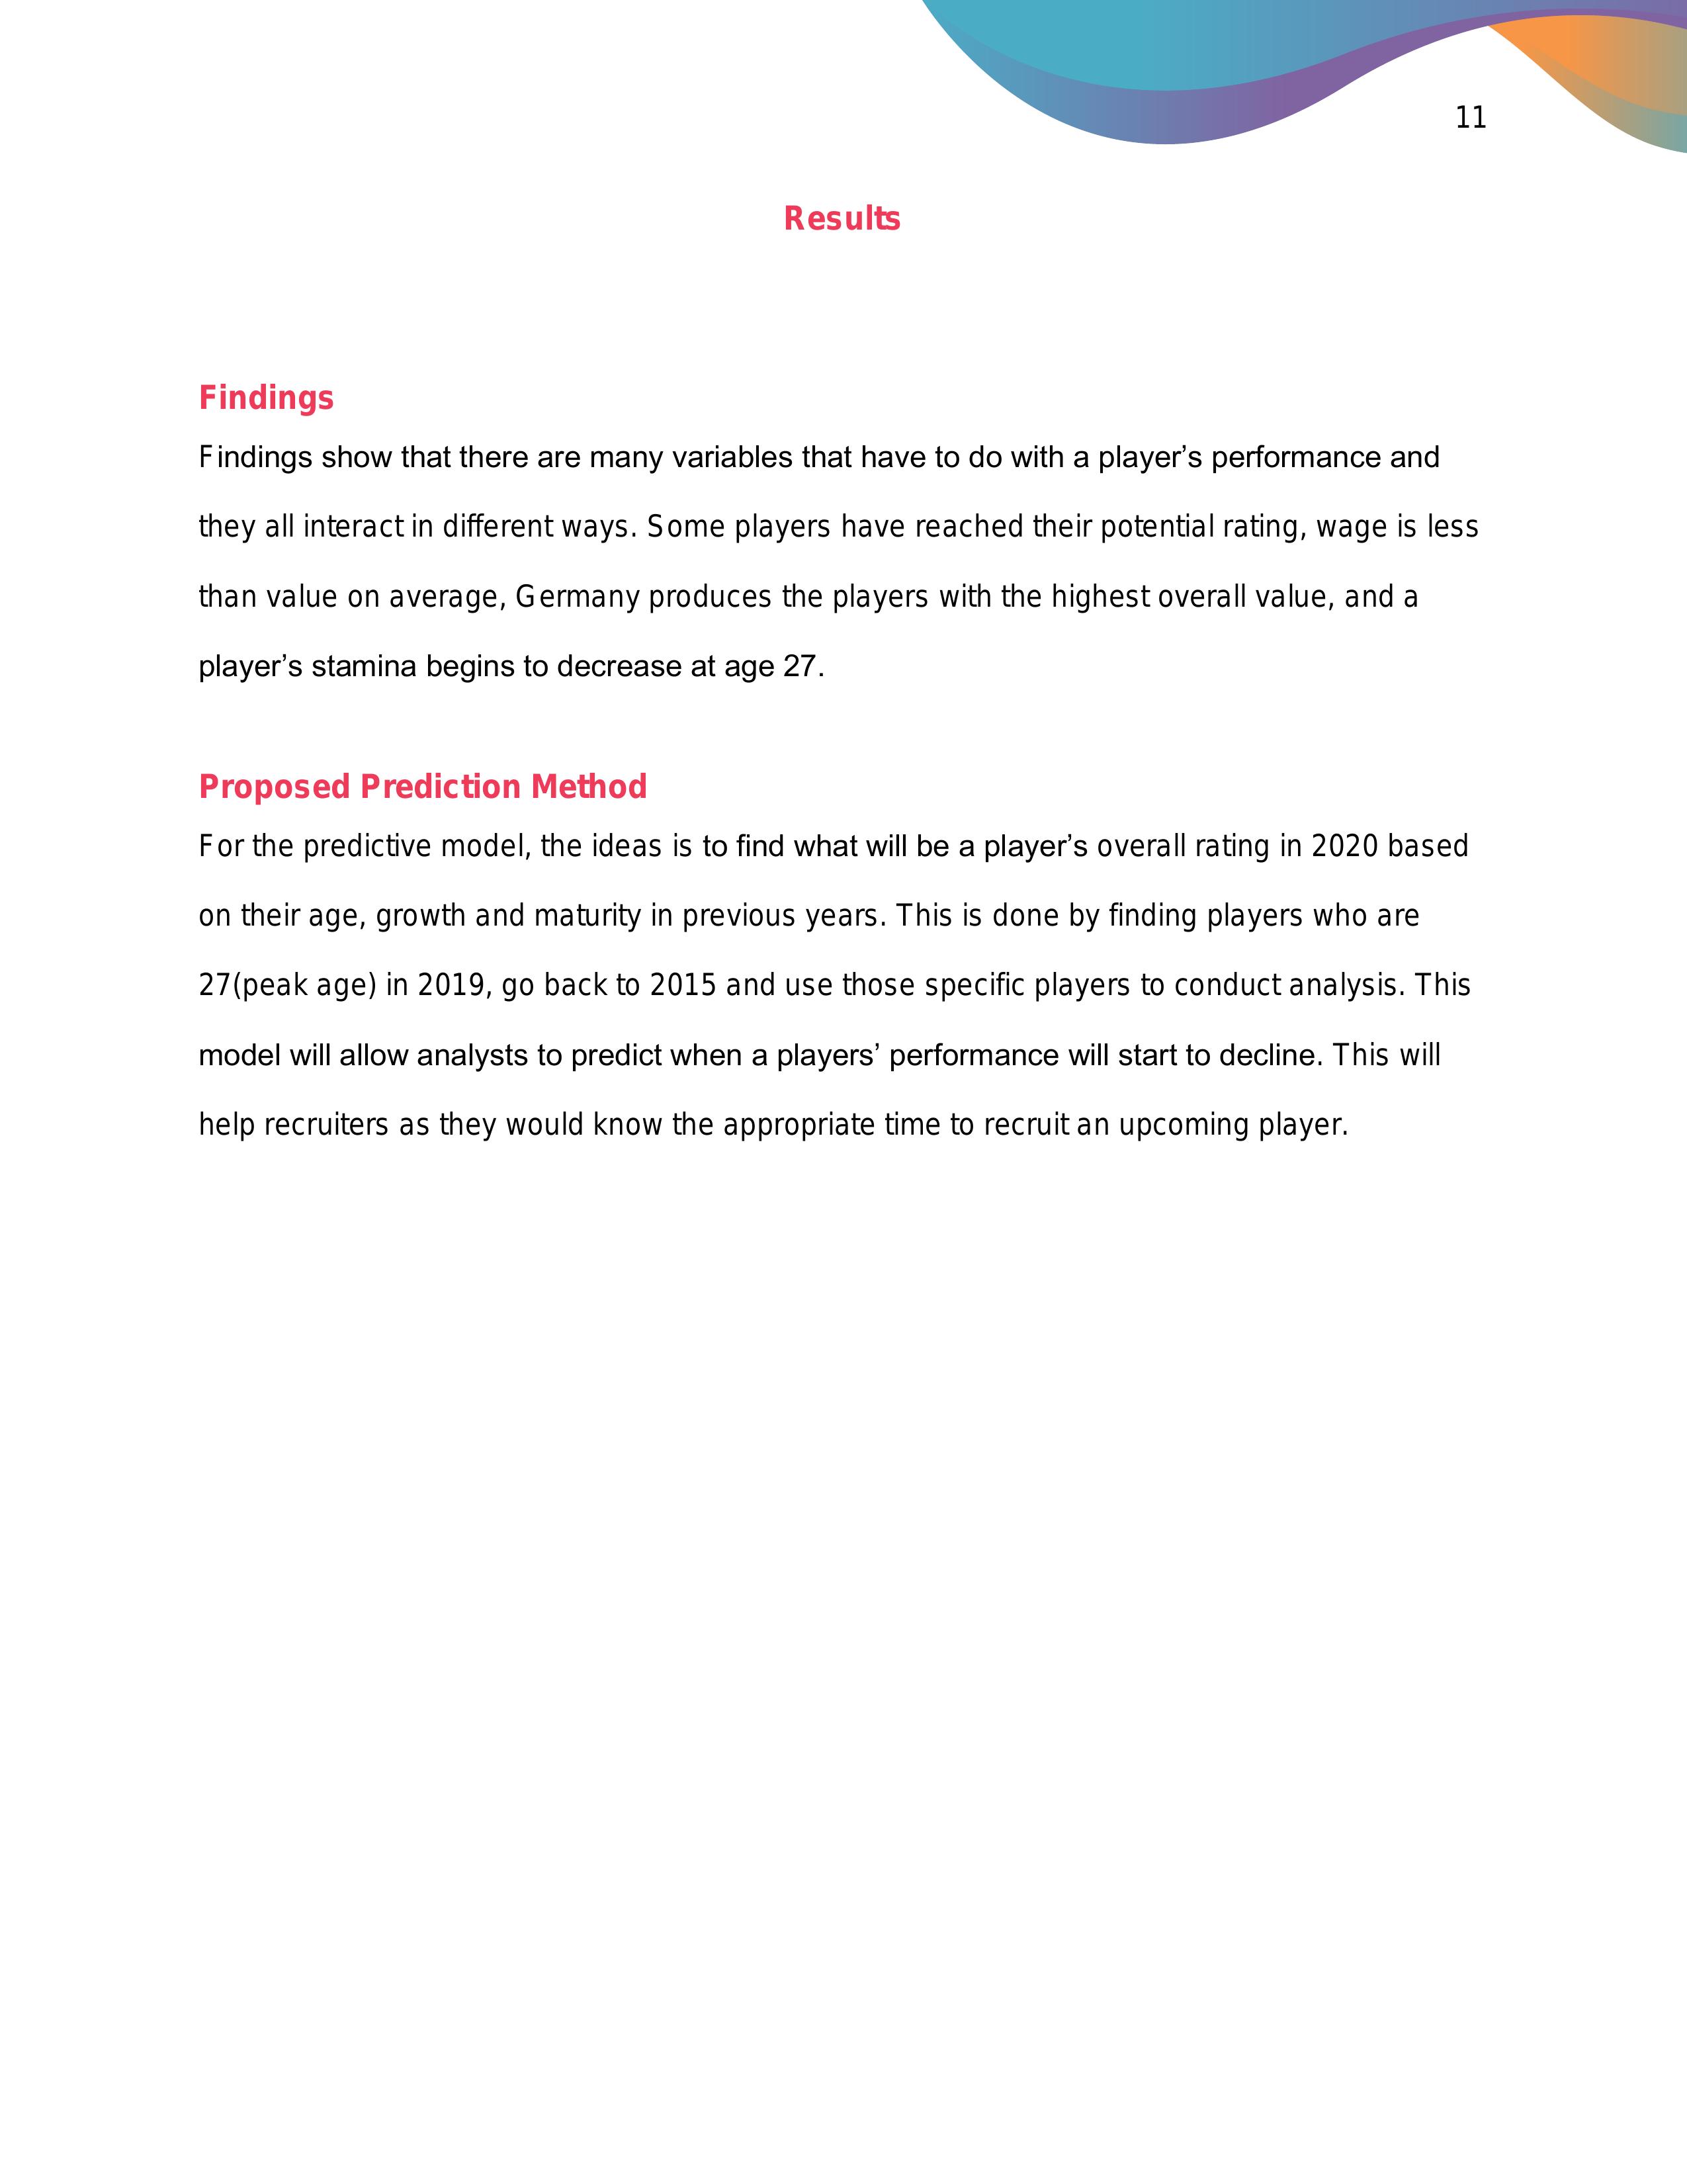 11
Results
Findings
Findings show that there are many variables that have to do with a player’s performance and
they all interact in different ways. Some players have reached their potential rating, wage is less
than value on average, Germany produces the players with the highest overall value, and a
player’s stamina begins to decrease at age 27.
Proposed Prediction Method
For the predictive model, the ideas is to find what will be a player’s overall rating in 2020 based
on their age, growth and maturity in previous years. This is done by finding players who are
27(peak age) in 2019, go back to 2015 and use those specific players to conduct analysis. This
model will allow analysts to predict when a players’ performance will start to decline. This will
help recruiters as they would know the appropriate time to recruit an upcoming player.